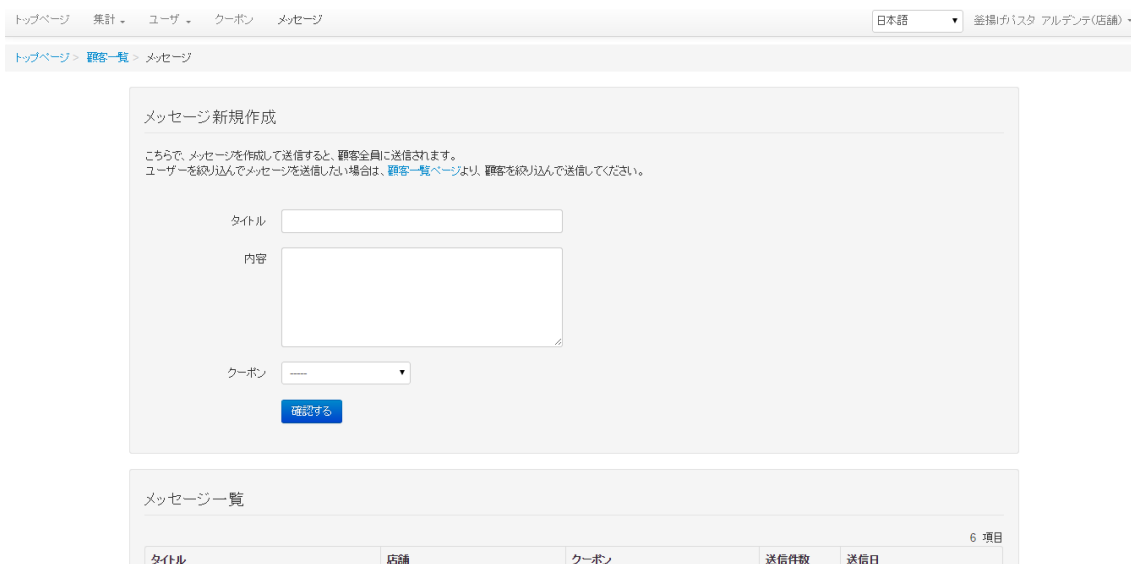 トップページ 集計 ユーザ クーポン メッセージ 日本語 釜揚げパスタ アルデンテ(店舗)
トップページ > 顧客一覧 > メッセージ
メッセージ新規作成
こちらで、メッセージを作成して送信すると、顧客全員に送信されます。
ユーザーを絞り込んでメッセージを送信したい場合は、顧客一覧ページより、顧客を絞り込んで送信してください。
タイトル
内容
クーポン -----
確認する
メッセージ一覧
6 項目
タイトル 店舗 クーポン 送信件数 送信日